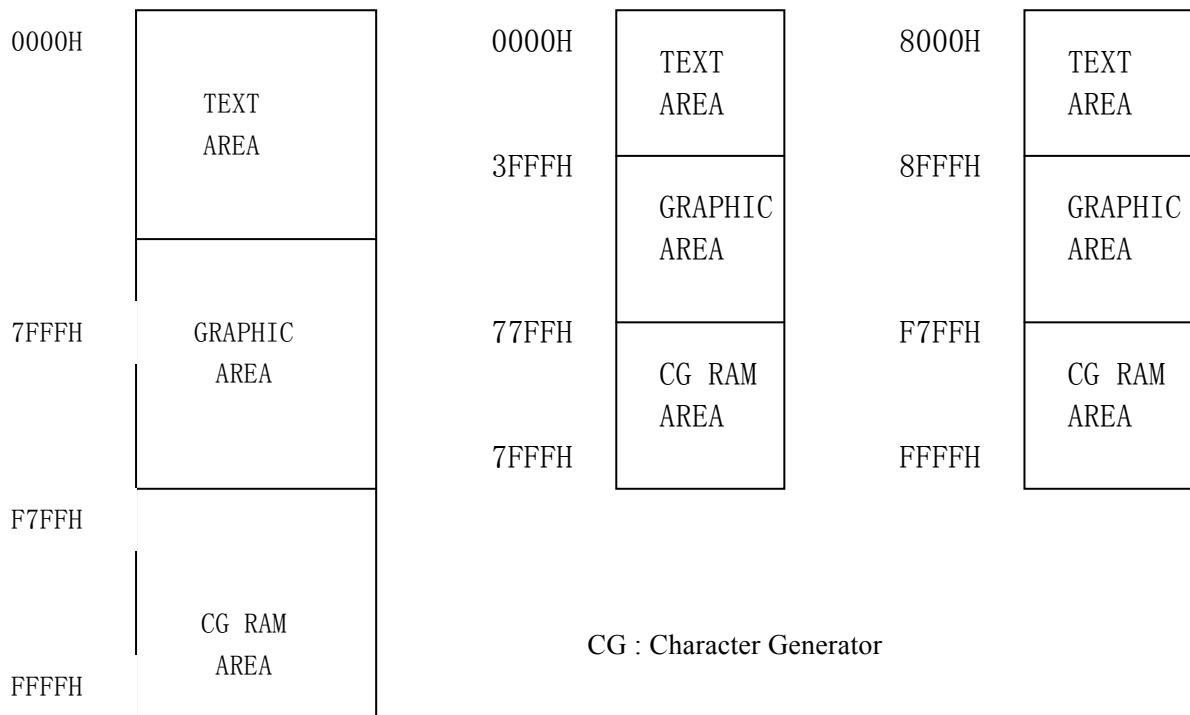 0000H
TEXT
AREA
7FFFH
GRAPHIC
AREA
F7FFH
CG RAM
AREA
FFFFH
0000H
TEXT
AREA
3FFFH
GRAPHIC
AREA
77FFH
CG RAM
AREA
7FFFH
8000H
TEXT
AREA
8FFFH
GRAPHIC
AREA
F7FFH
CG RAM
AREA
FFFFH
CG : Character Generator